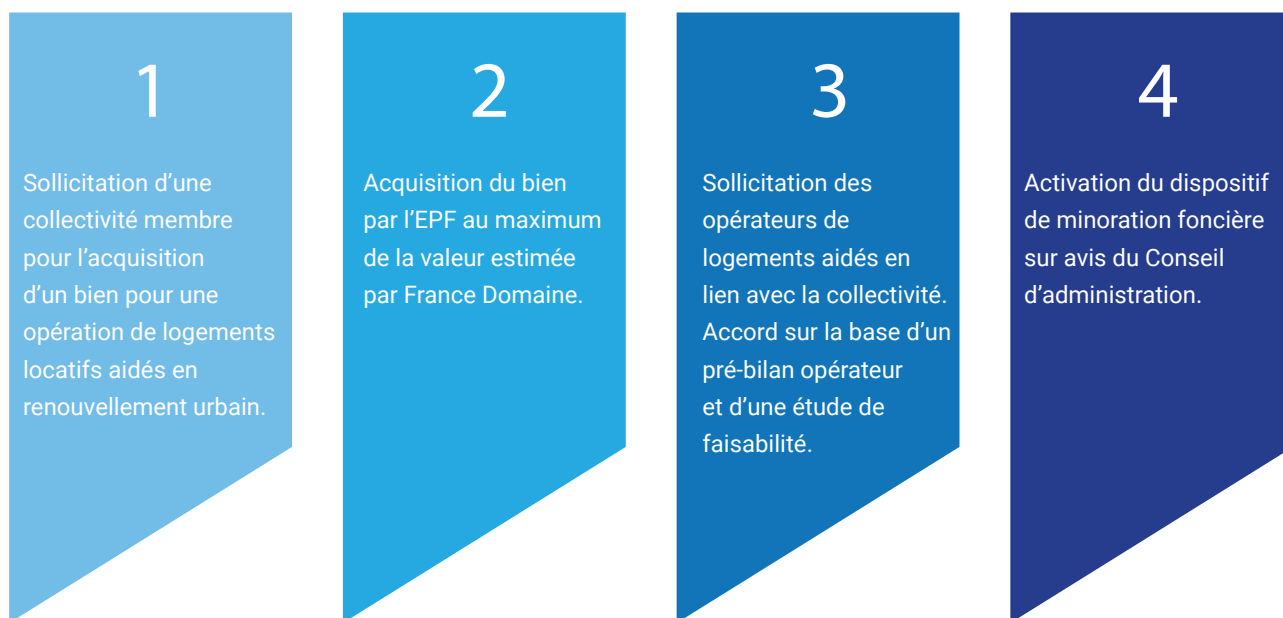 1
Sollicitation d’une
collectivité membre
pour l’acquisition
d’un bien pour une
opération de logements
locatifs aidés en
renouvellement urbain.
2
Acquisition du bien
par l’EPF au maximum
de la valeur estimée
par France Domaine.
3
Sollicitation des
opérateurs de
logements aidés en
lien avec la collectivité.
Accord sur la base d’un
pré-bilan opérateur
et d’une étude de
faisabilité.
4
Activation du dispositif
de minoration foncière
sur avis du Conseil
d’administration.